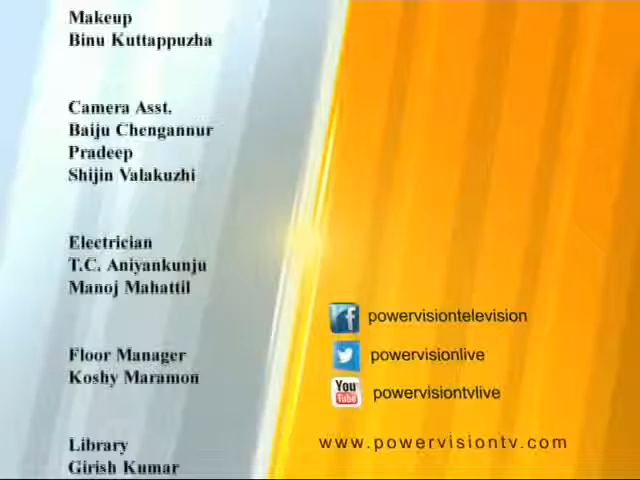 Makeup
Binu Kuttappuzha
Camera Asst.
Baiju Chengannur
Pradeep
Shijin Valakuzhi
Electrician
T.C. Aniyankunju
Manoj Mahattil
Floor Manager
Koshy Maramon
Library
Girish Kumar
f powervisiontelevision
powervisionlive
You Tube powervisiontvlive
www.powervisiontv.com